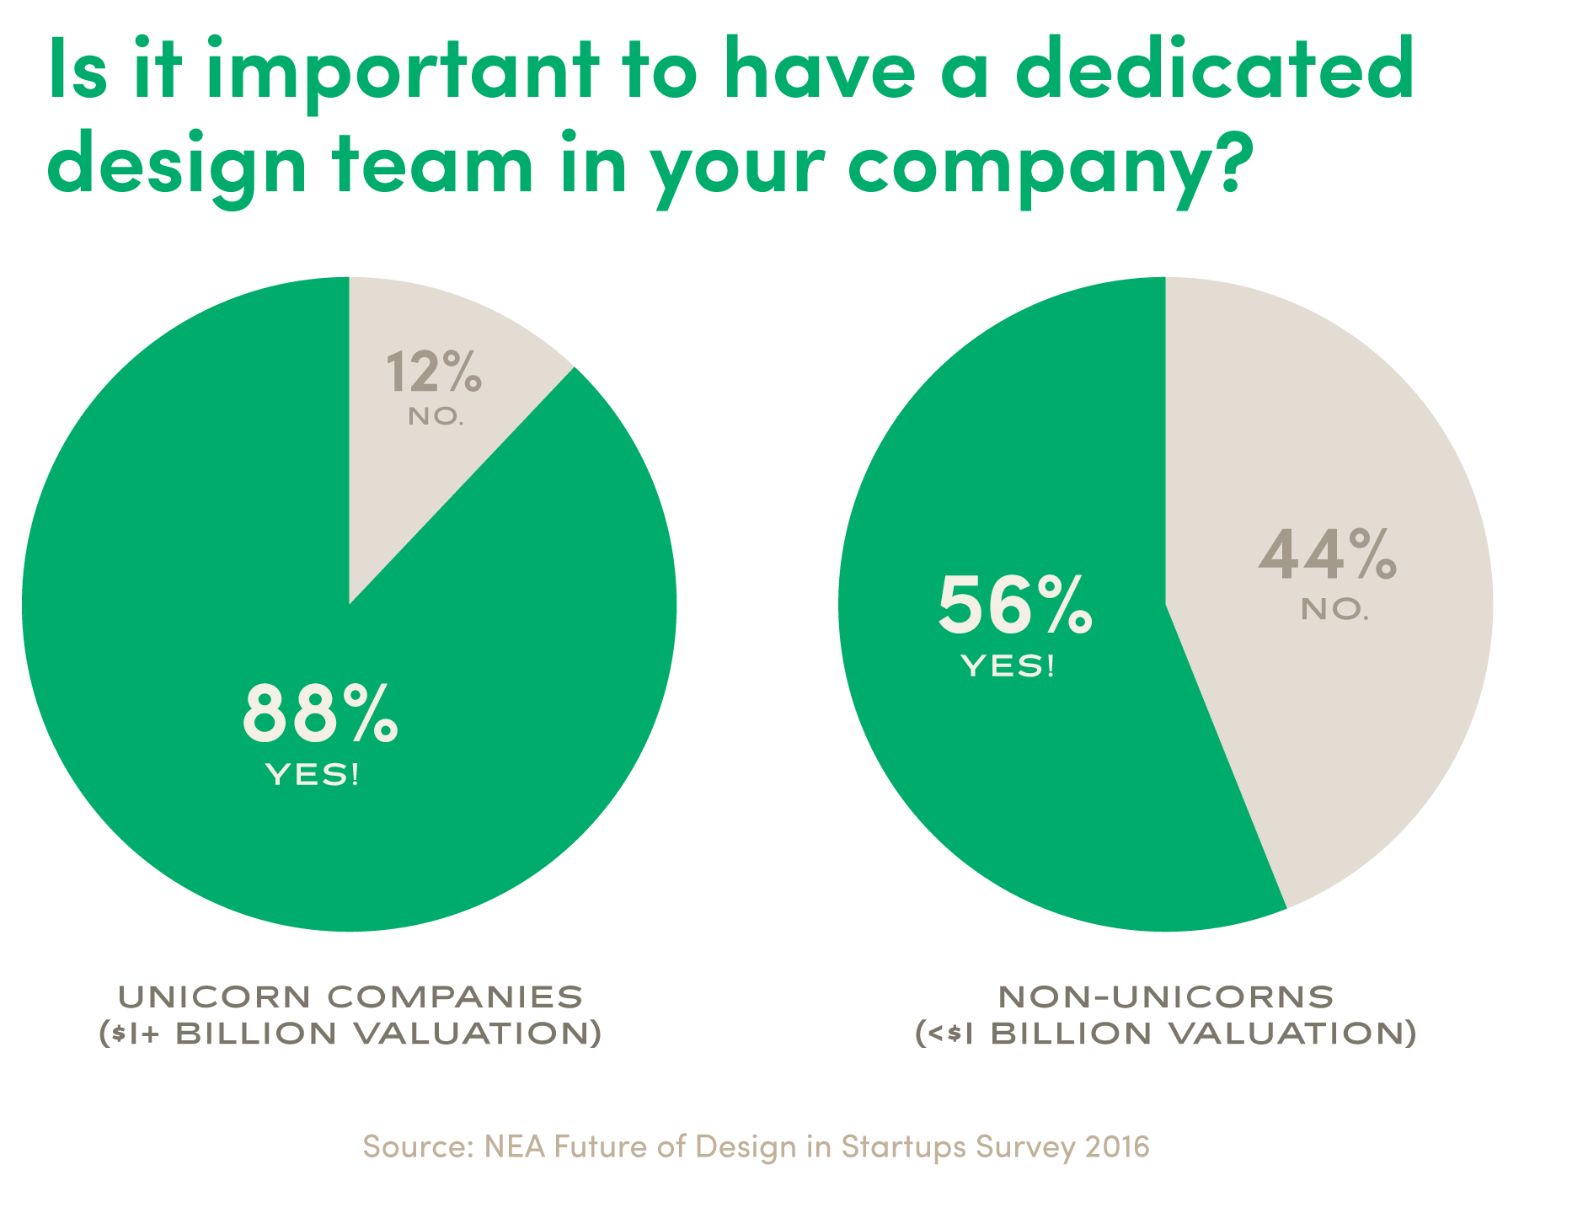 Is it important to have a dedicated
design team in your company?
12%
NO.
88%
YES!
UNICORN COMPANIES
($1+ BILLION VALUATION)
56%
YES!
44%
NO.
NON-UNICORNS
(<$1 BILLION VALUATION)
Source: NEA Future of Design in Startups Survey 2016